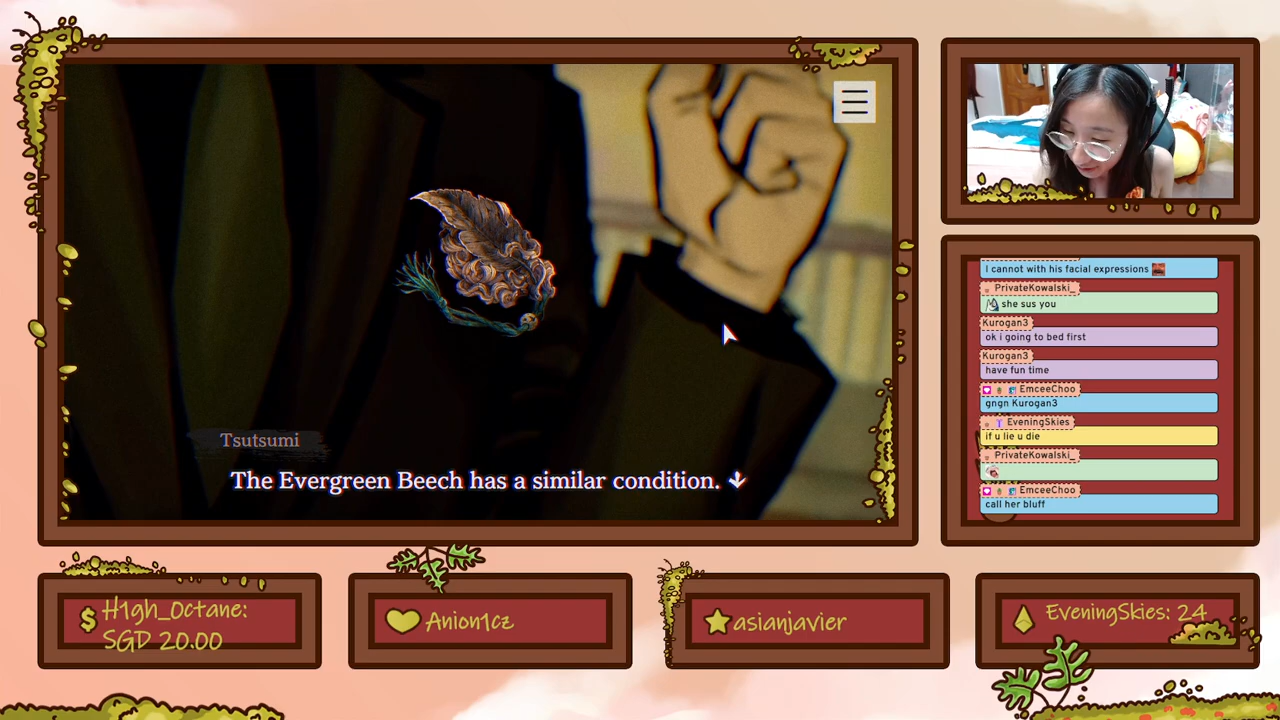 Tsutsumi
The Evergreen Beech has a similar condition.
I cannot with his facial expressions
PrivateKowalski_
she sus you
Kurogan3
ok i going to bed first
Kurogan3
have fun time
EmceeChoo
gngn Kurogan3
EveningSkies
if u lie u die
PrivateKowalski_
EmceeChoo
call her bluff
H1gh_0ctane:
SGD 20.00
Anion1cz
asianjavier
EveningSkies: 24